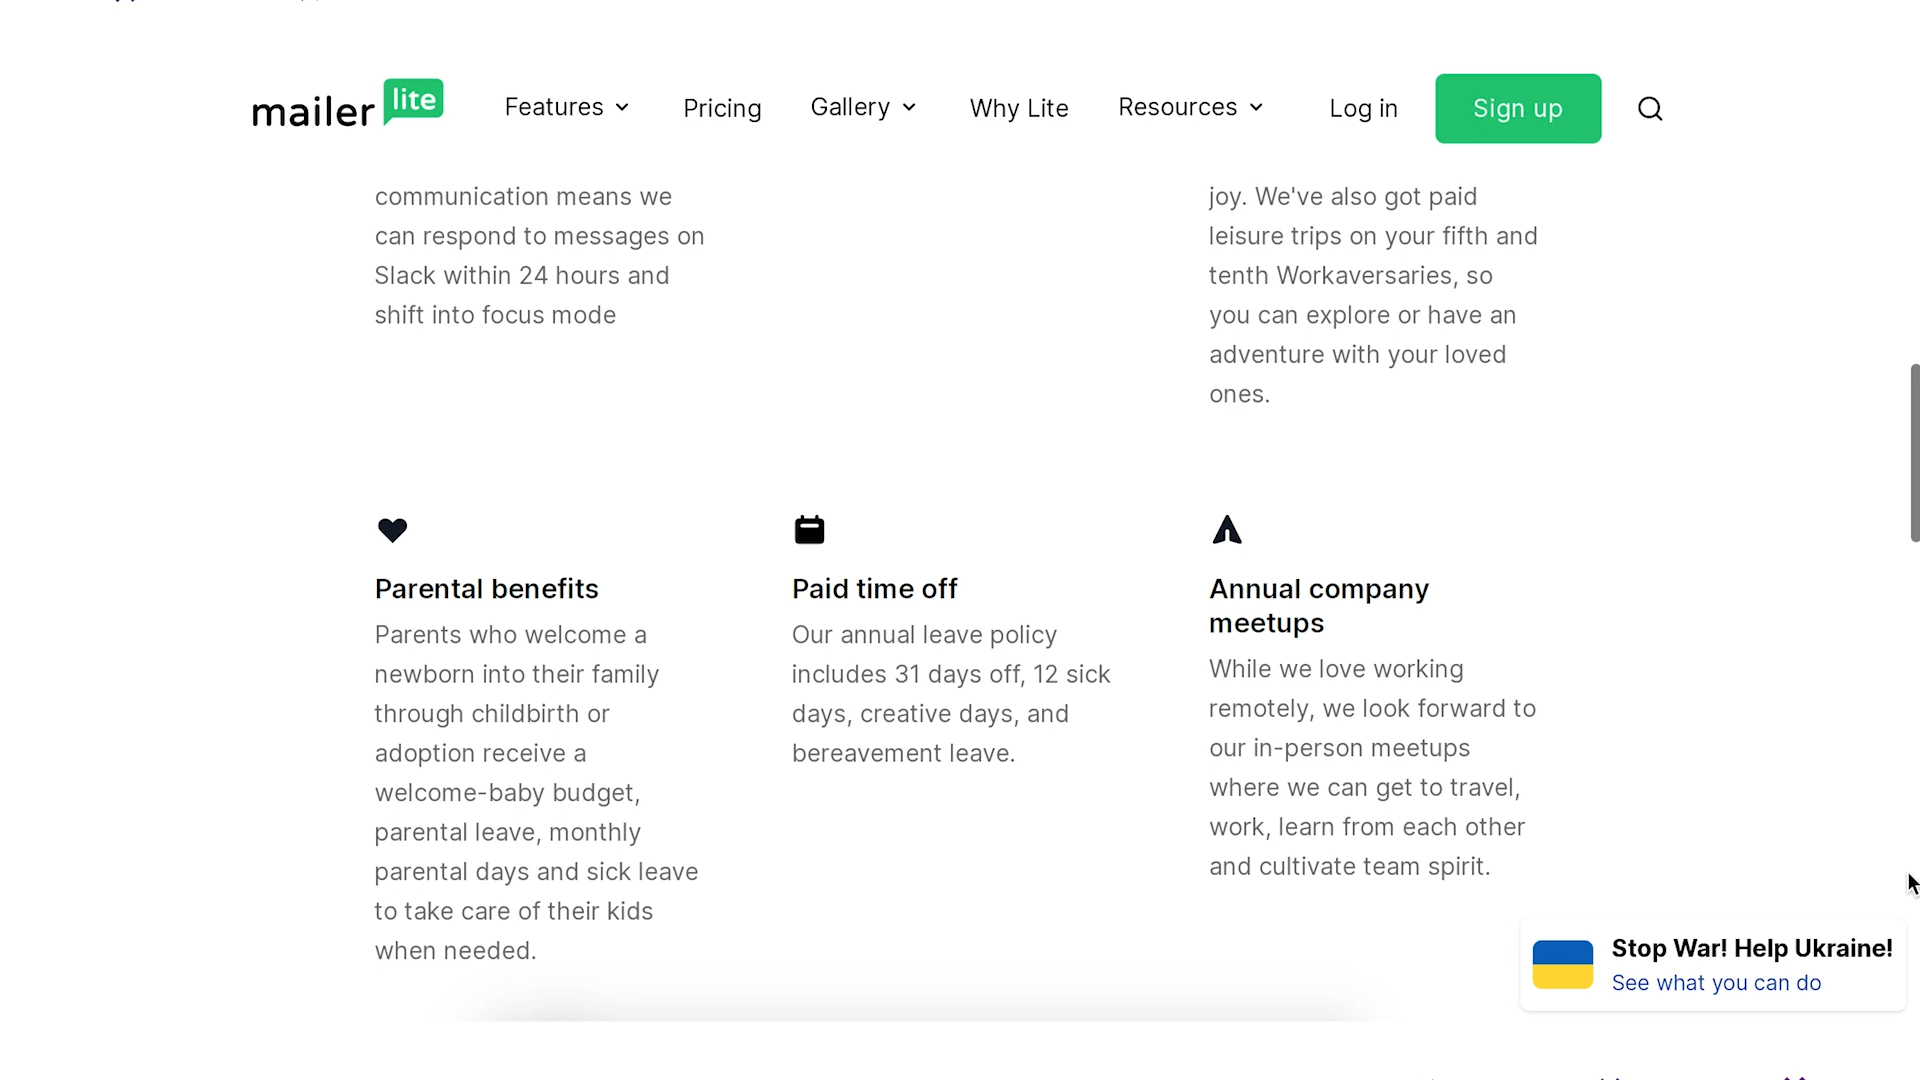 mailer lite
Features
Pricing
Gallery
Why Lite
Resources
Log in
Sign up
communication means we
can respond to messages on
Slack within 24 hours and
shift into focus mode
joy. We've also got paid
leisure trips on your fifth and
tenth Workaversaries, so
you can explore or have an
adventure with your loved
ones.
Parental benefits
Parents who welcome a
newborn into their family
through childbirth or
adoption receive a
welcome-baby budget,
parental leave, monthly
parental days and sick leave
to take care of their kids
when needed.
Paid time off
Our annual leave policy
includes 31 days off, 12 sick
days, creative days, and
bereavement leave.
Annual company
meetups
While we love working
remotely, we look forward to
our in-person meetups
where we can get to travel,
work, learn from each other
and cultivate team spirit.
Stop War! Help Ukraine!
See what you can do